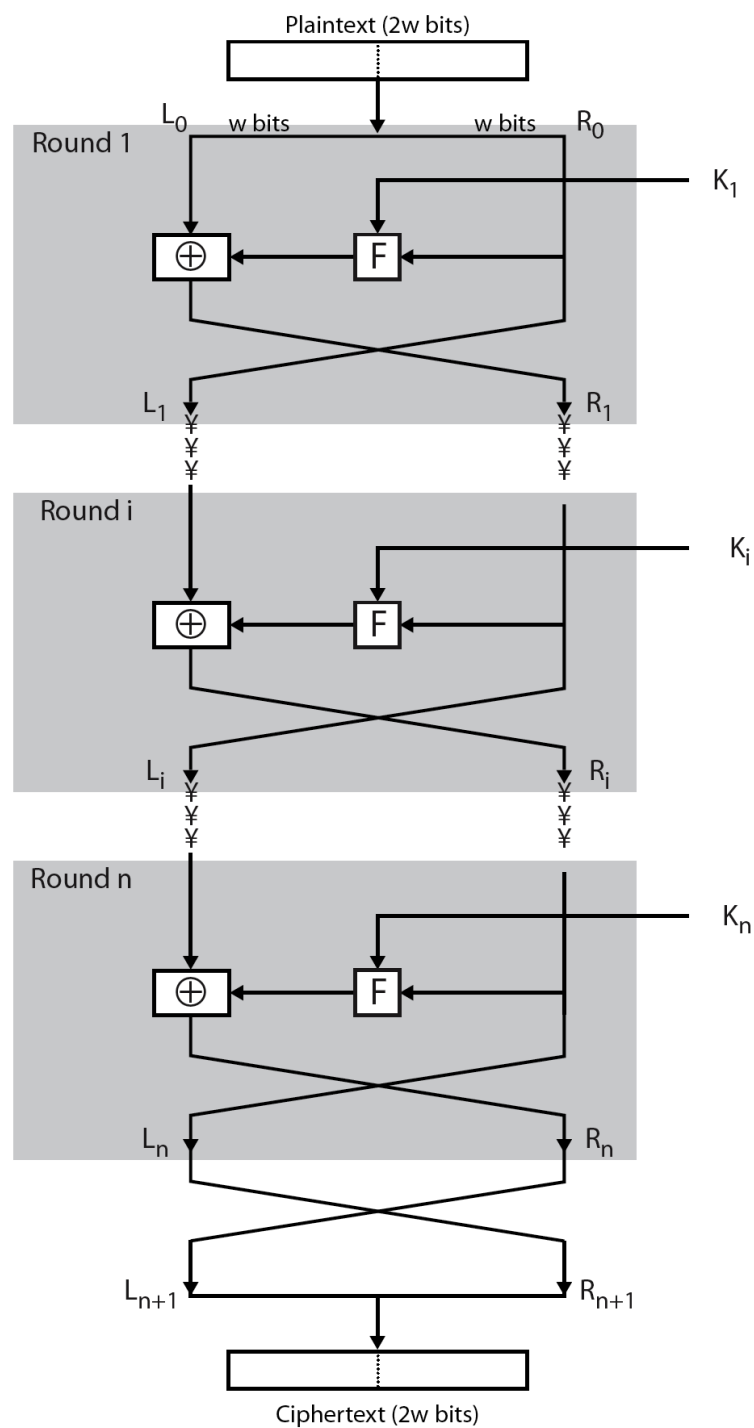 Plaintext (2w bits)
L0 w bits w bits R0
Round 1
K1
⊕ F
L1 R1
¥ ¥
¥ ¥
¥ ¥
Round i
Ki
⊕ F
Li Ri
¥ ¥
¥ ¥
¥ ¥
Round n
Kn
⊕ F
Ln Rn
Ln+1 Rn+1
Ciphertext (2w bits)